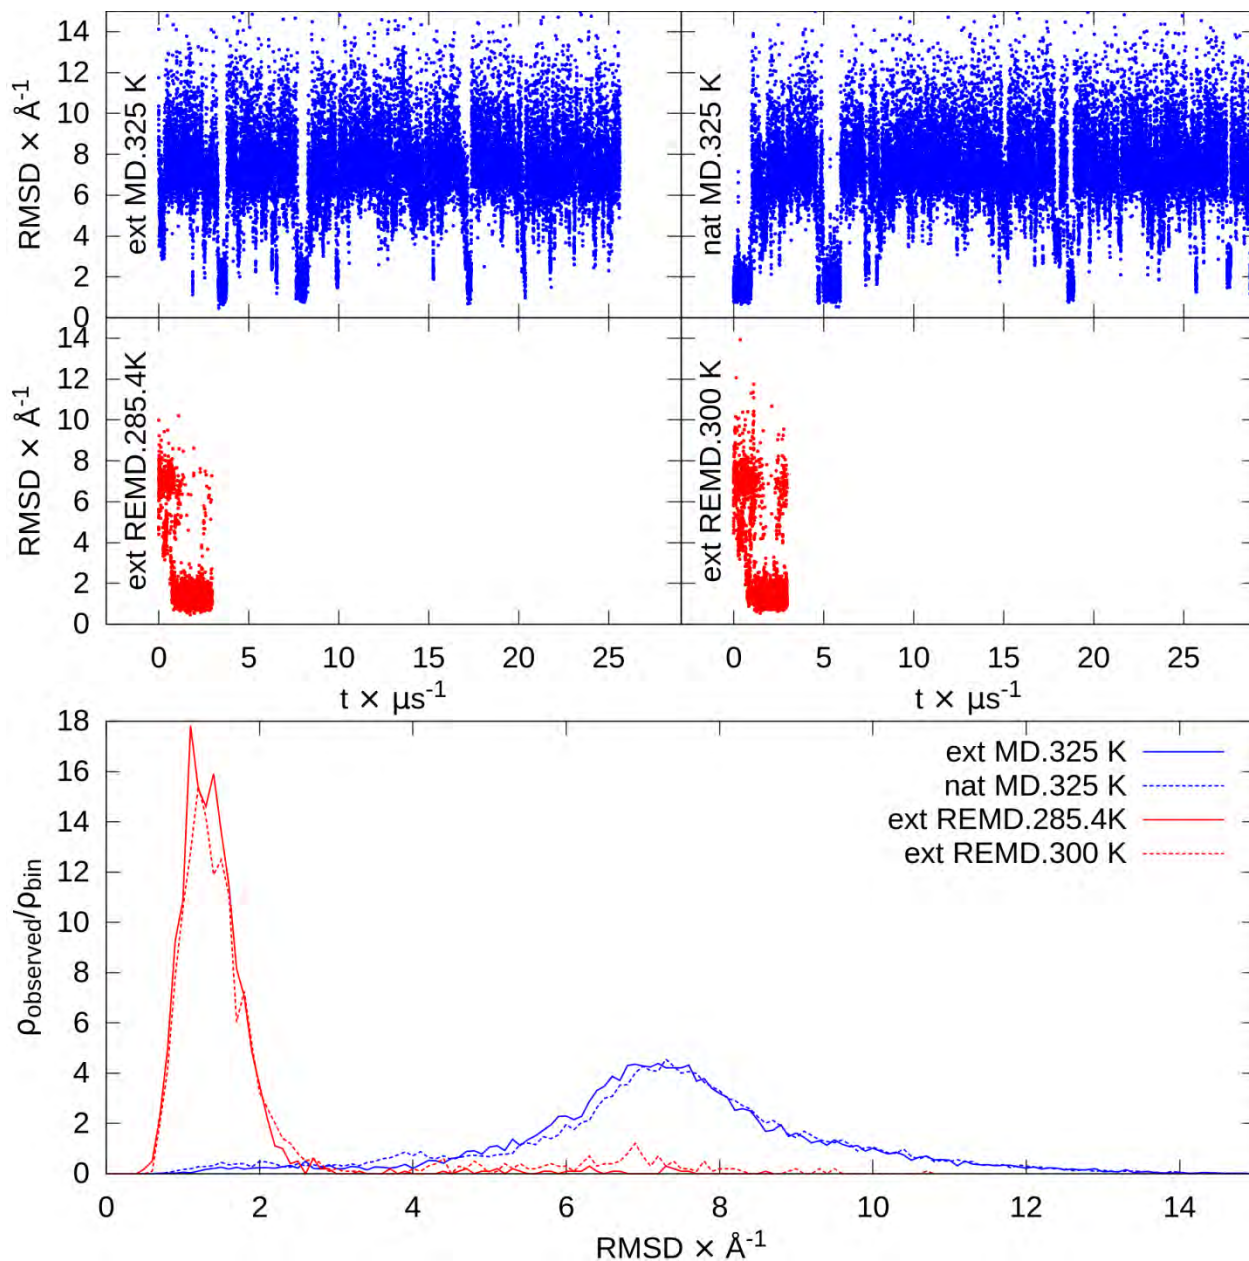 14
12
10
8
6
4
2
0
RMSD × Å⁻¹
ext MD.325 K
nat MD.325 K
14
12
10
8
6
4
2
0
RMSD × Å⁻¹
ext REMD.285.4K
ext REMD.300 K
0 5 10 15 20 25
0 5 10 15 20 25
t × µs⁻¹
t × µs⁻¹
18
16
14
12
10
8
6
4
2
0
ρobserved/ρbin
ext MD.325 K
nat MD.325 K
ext REMD.285.4K
ext REMD.300 K
0 2 4 6 8 10 12 14
RMSD × Å⁻¹